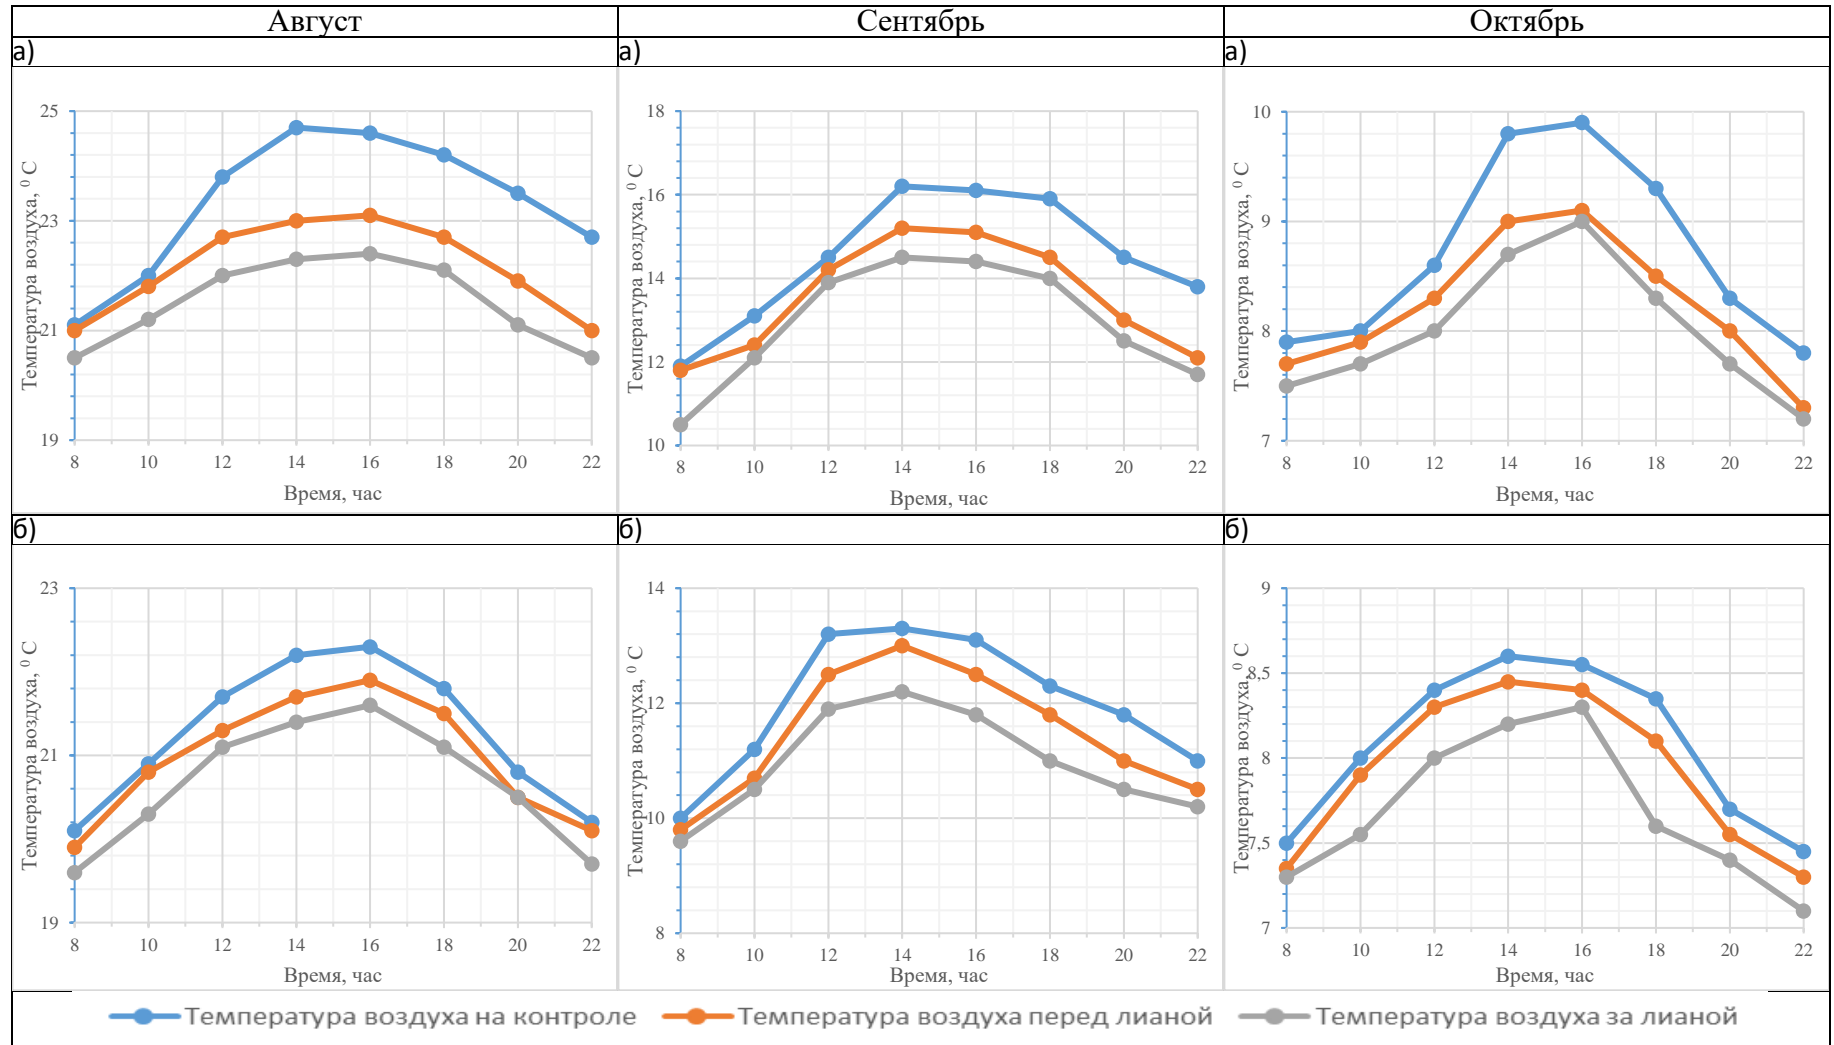 Август
Сентябрь
Октябрь
а)
а)
а)
Температура воздуха, ⁰ С
25
23
21
19
8 10 12 14 16 18 20 22
Время, час
Температура воздуха, ⁰ С
18
16
14
12
10
8 10 12 14 16 18 20 22
Время, час
Температура воздуха, ⁰ С
10
9
8
7
8 10 12 14 16 18 20 22
Время, час
б)
б)
б)
Температура воздуха, ⁰ С
23
21
19
8 10 12 14 16 18 20 22
Время, час
Температура воздуха, ⁰ С
14
12
10
8
8 10 12 14 16 18 20 22
Время, час
Температура воздуха, ⁰ С
9
8,5
8
7,5
7
8 10 12 14 16 18 20 22
Время, час
Температура воздуха на контроле
Температура воздуха перед лианой
Температура воздуха за лианой